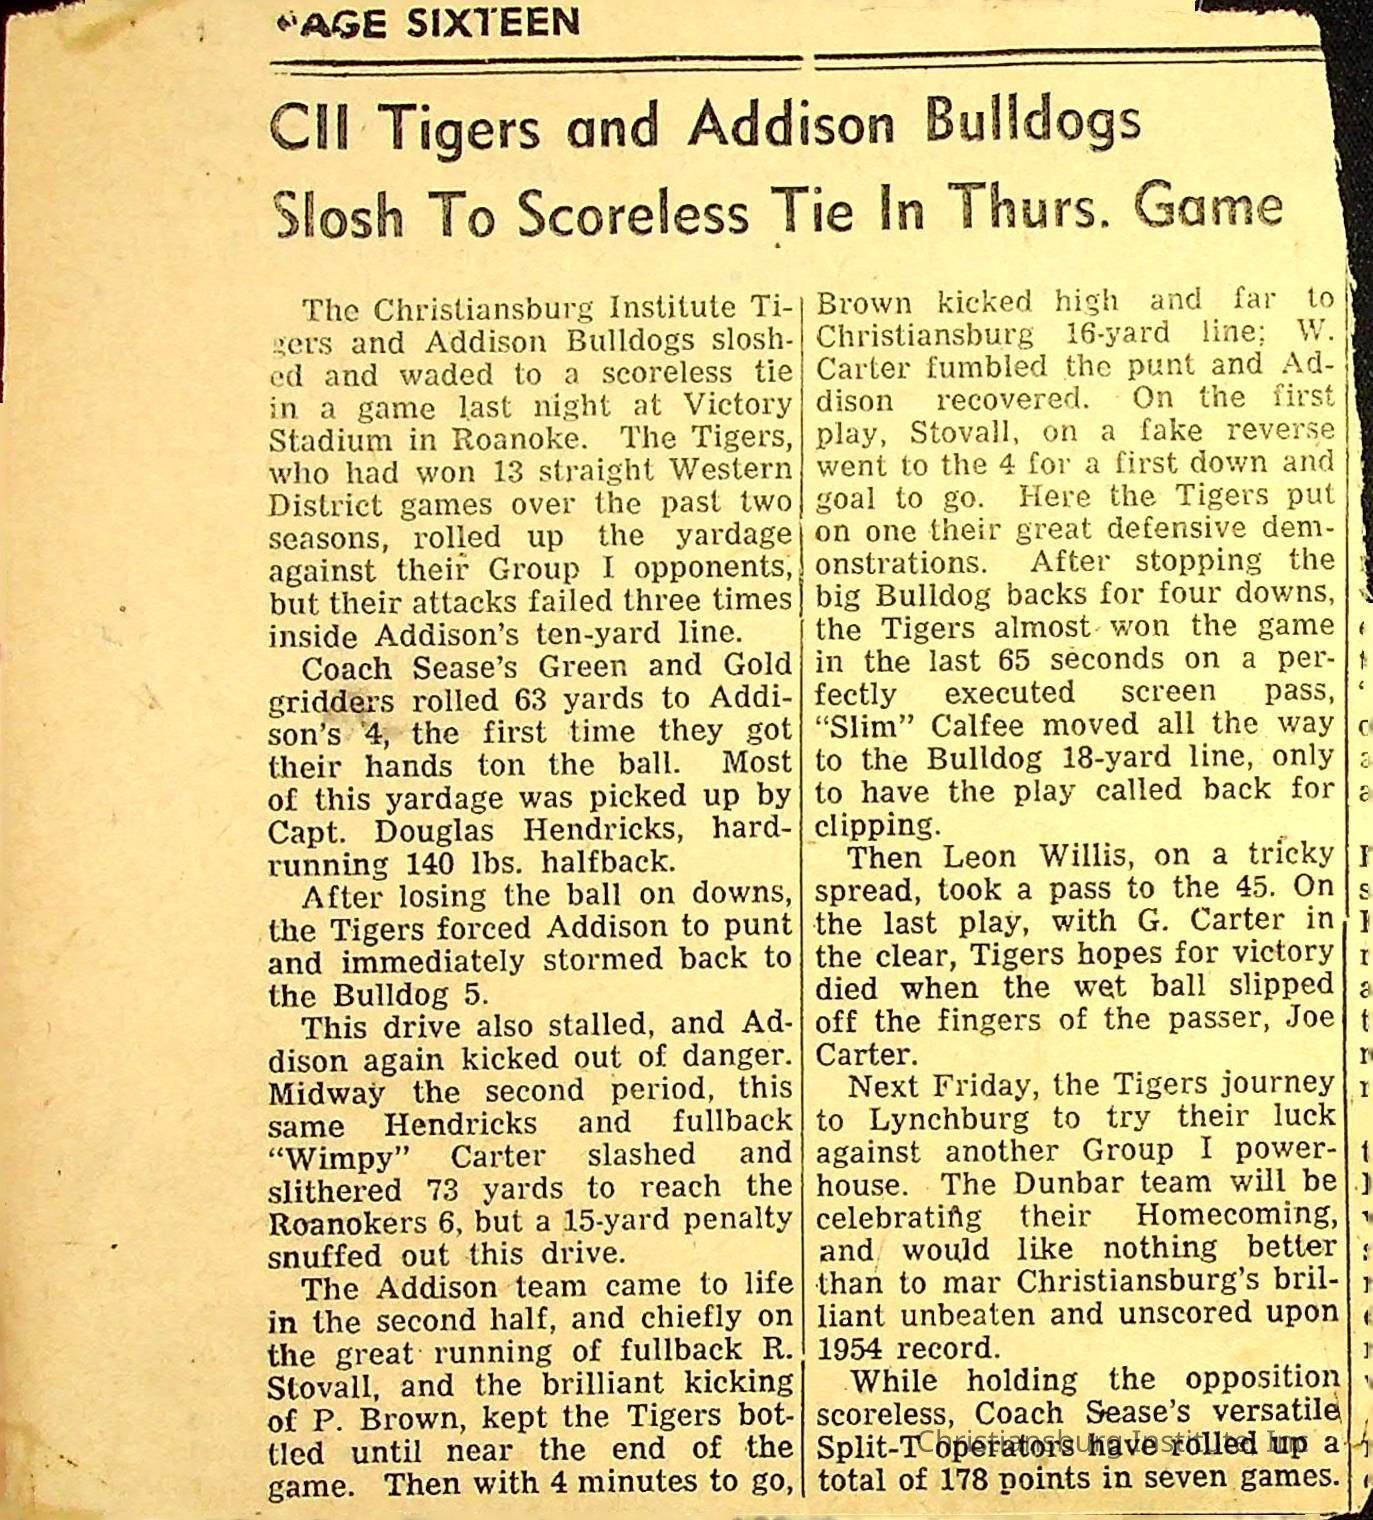 PAGE SIXTEEN
CII Tigers and Addison Bulldogs
Slosh To Scoreless Tie In Thurs. Game
The Christiansburg Institute Ti-
gers and Addison Bulldogs slosh-
ed and waded to a scoreless tie
in a game last night at Victory
Stadium in Roanoke. The Tigers,
who had won 13 straight Western
District games over the past two
seasons, rolled up the yardage
against their Group I opponents,
but their attacks failed three times
inside Addison's ten-yard line.
Coach Sease's Green and Gold
gridders rolled 63 yards to Addi-
son's 4, the first time they got
their hands ton the ball. Most
of this yardage was picked up by
Capt. Douglas Hendricks, hard-
running 140 lbs. halfback.
After losing the ball on downs,
the Tigers forced Addison to punt
and immediately stormed back to
the Bulldog 5.
This drive also stalled, and Ad-
dison again kicked out of danger.
Midway the second period, this
same Hendricks and fullback
"Wimpy" Carter slashed and
slithered 73 yards to reach the
Roanokers 6, but a 15-yard penalty
snuffed out this drive.
The Addison team came to life
in the second half, and chiefly on
the great running of fullback R.
Stovall, and the brilliant kicking
of P. Brown, kept the Tigers bot-
tled until near the end of the
game. Then with 4 minutes to go,
Brown kicked high and far to
Christiansburg 16-yard line; W.
Carter fumbled the punt and Ad-
dison recovered. On the first
play, Stovall, on a fake reverse
went to the 4 for a first down and
goal to go. Here the Tigers put
on one their great defensive dem-
onstrations. After stopping the
big Bulldog backs for four downs,
the Tigers almost won the game
in the last 65 seconds on a per-
fectly executed screen pass,
"Slim" Calfee moved all the way
to the Bulldog 18-yard line, only
to have the play called back for
clipping.
Then Leon Willis, on a tricky
spread, took a pass to the 45. On
the last play, with G. Carter in
the clear, Tigers hopes for victory
died when the wet ball slipped
off the fingers of the passer, Joe
Carter.
Next Friday, the Tigers journey
to Lynchburg to try their luck
against another Group I power-
house. The Dunbar team will be
celebrating their Homecoming,
and would like nothing better
than to mar Christiansburg's bril-
liant unbeaten and unscored upon
1954 record.
While holding the opposition
scoreless, Coach Sease's versatile
Split-T operators have rolled up a
total of 178 points in seven games.
Christiansburg Institute, Inc